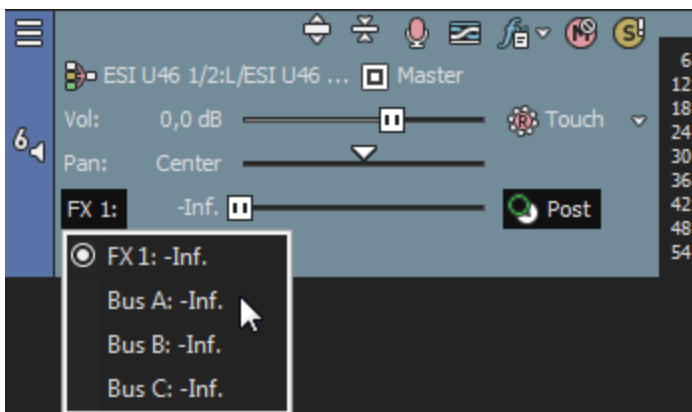 ESI U46 1/2:L/ESI U46 ... Master
Vol: 0,0 dB R Touch
6
Pan: Center
FX 1: -Inf. Post
FX 1: -Inf.
Bus A: -Inf.
Bus B: -Inf.
Bus C: -Inf.
M
S
6
12
18
24
30
36
42
48
54